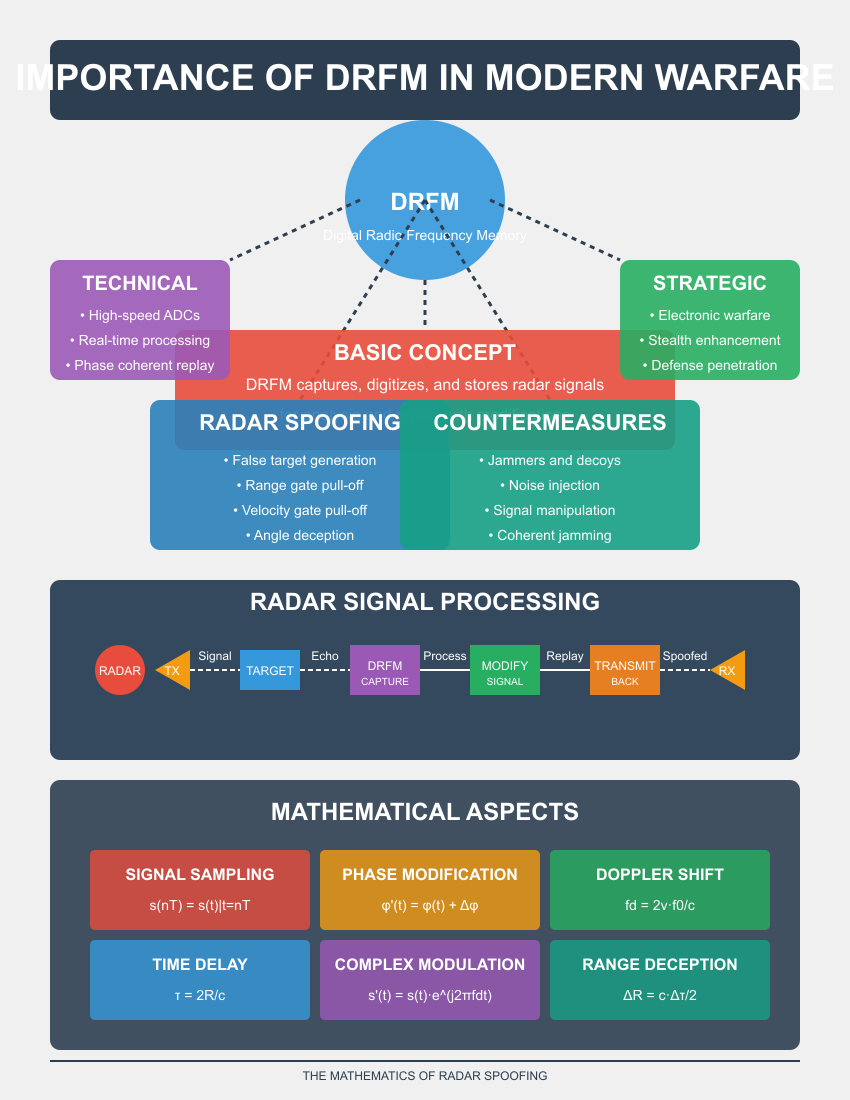 IMPORTANCE OF DRFM IN MODERN WARFARE
DRFM
Digital Radio Frequency Memory
TECHNICAL
• High-speed ADCs
• Real-time processing
• Phase coherent replay
STRATEGIC
• Electronic warfare
• Stealth enhancement
• Defense penetration
BASIC CONCEPT
DRFM captures, digitizes, and stores radar signals
RADAR SPOOFING
• False target generation
• Range gate pull-off
• Velocity gate pull-off
• Angle deception
COUNTERMEASURES
• Jammers and decoys
• Noise injection
• Signal manipulation
• Coherent jamming
RADAR SIGNAL PROCESSING
RADAR
TX
Signal
TARGET
Echo
DRFM
CAPTURE
Process
MODIFY
SIGNAL
Replay
TRANSMIT
BACK
Spoofed
RX
MATHEMATICAL ASPECTS
SIGNAL SAMPLING
s(nT) = s(t)|t=nT
PHASE MODIFICATION
φ'(t) = φ(t) + Δφ
DOPPLER SHIFT
fd = 2v·f0/c
TIME DELAY
τ = 2R/c
COMPLEX MODULATION
s'(t) = s(t)·e^(j2πfdt)
RANGE DECEPTION
ΔR = c·Δτ/2
THE MATHEMATICS OF RADAR SPOOFING